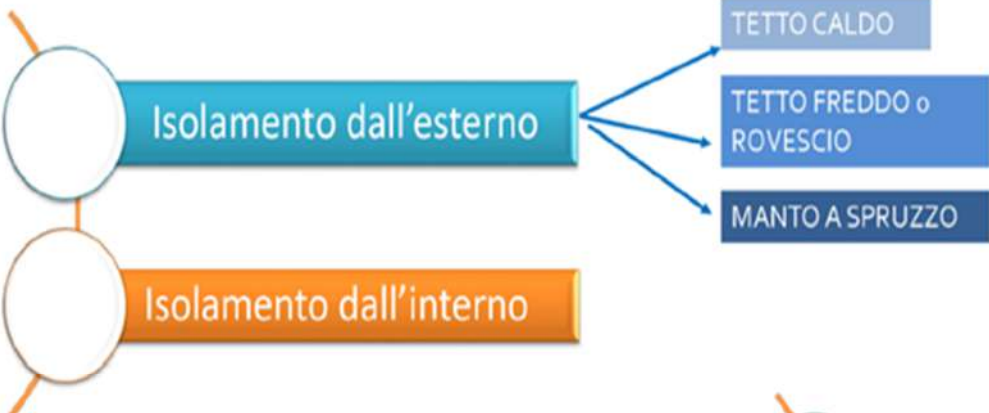 TETTO CALDO
Isolamento dall'esterno
TETTO FREDDO o
ROVESCIO
MANTO A SPRUZZO
Isolamento dall'interno